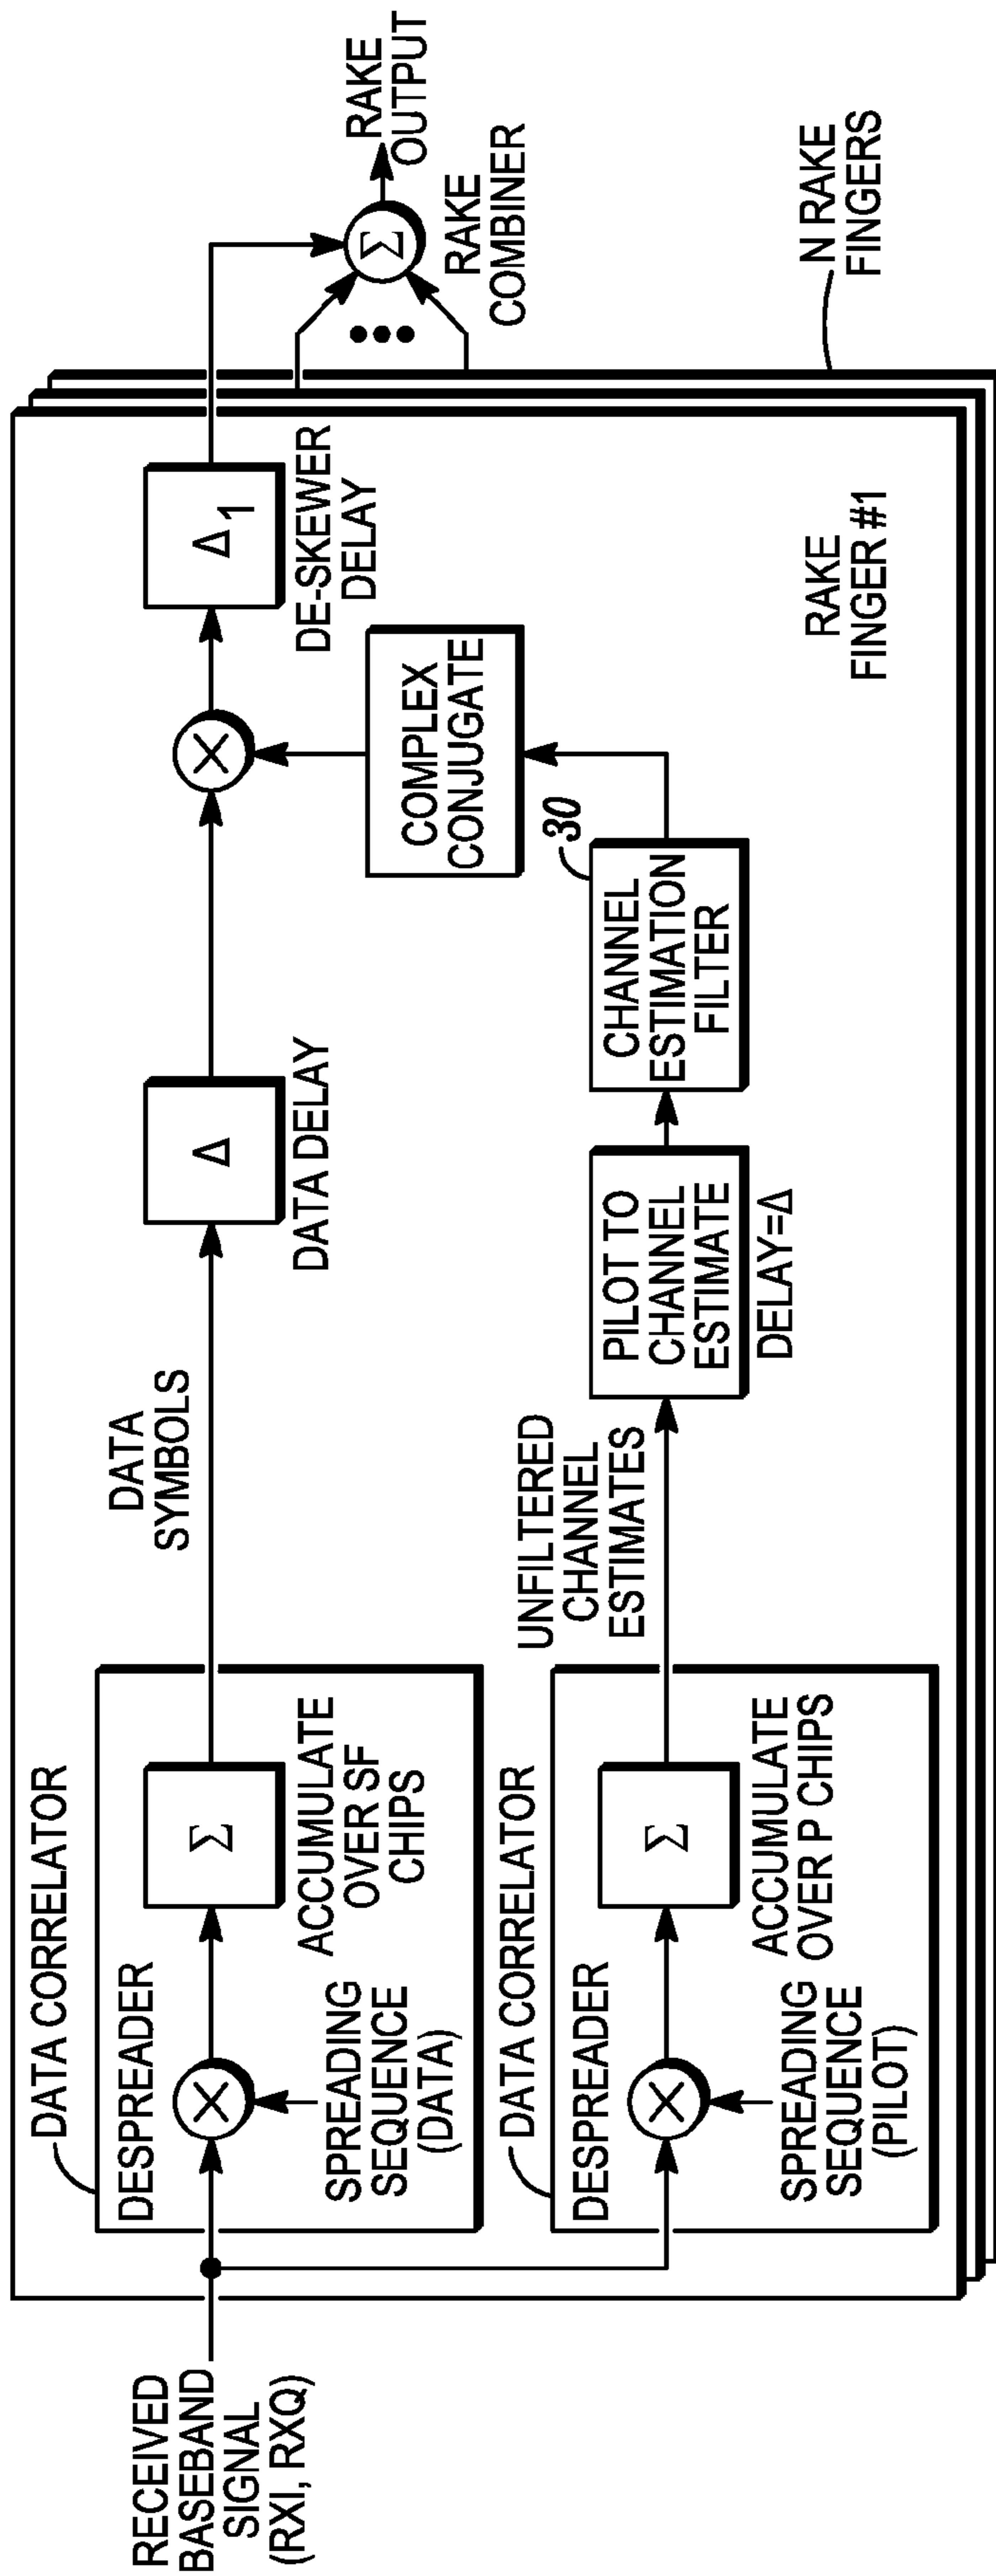 RECEIVED
BASEBAND
SIGNAL
(RXI, RXQ)
DATA CORRELATOR
DESPREADER
×
SPREADING
SEQUENCE
(DATA)
Σ
ACCUMULATE
OVER SF
CHIPS
DATA
SYMBOLS
Δ
DATA DELAY
×
Δ1
DE-SKEWER
DELAY
DATA CORRELATOR
DESPREADER
×
SPREADING
SEQUENCE
(PILOT)
Σ
ACCUMULATE
OVER P CHIPS
UNFILTERED
CHANNEL
ESTIMATES
PILOT TO
CHANNEL
ESTIMATE
DELAY=Δ
CHANNEL
ESTIMATION
FILTER
30
COMPLEX
CONJUGATE
RAKE
FINGER #1
N RAKE
FINGERS
Σ
RAKE
COMBINER
RAKE
OUTPUT